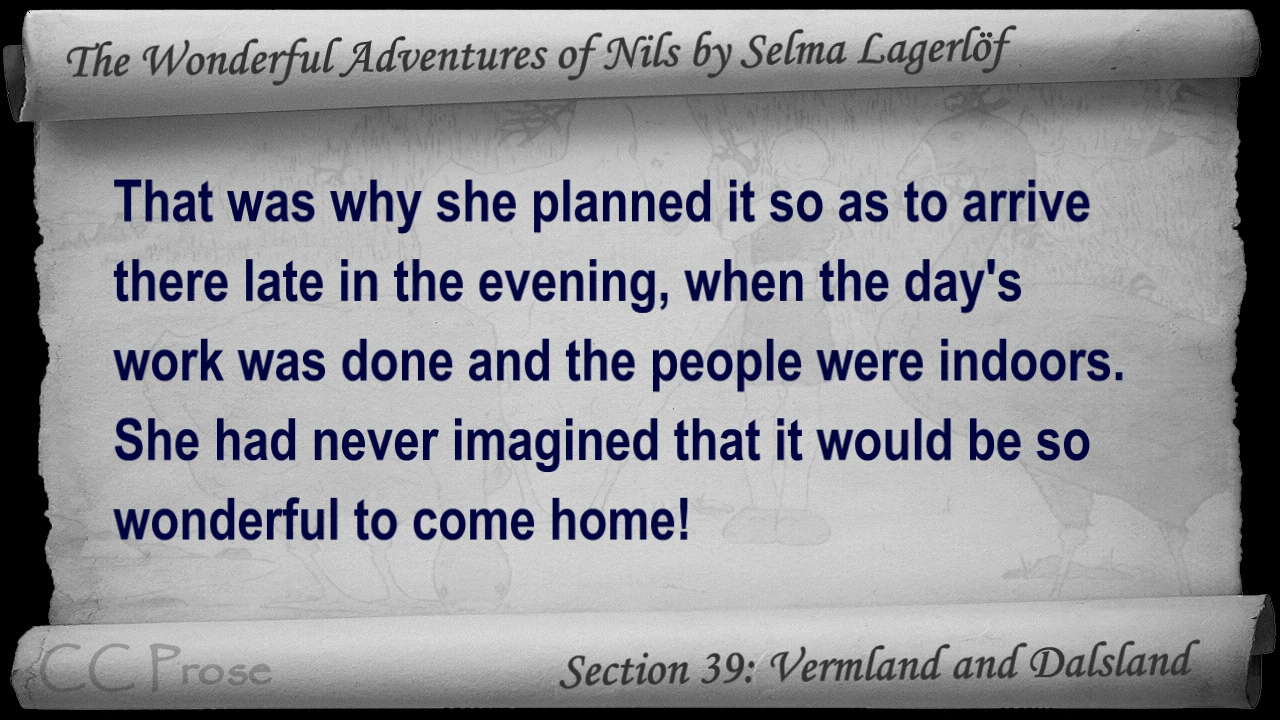 The Wonderful Adventures of Nils by Selma Lagerlöf
That was why she planned it so as to arrive
there late in the evening, when the day's
work was done and the people were indoors.
She had never imagined that it would be so
wonderful to come home!
CC Prose
Section 39: Vermland and Dalsland